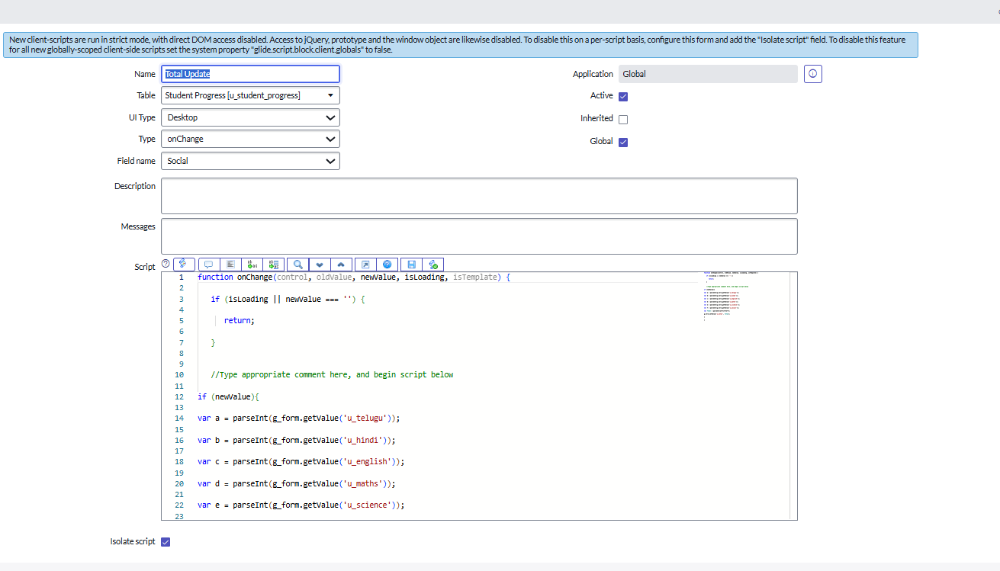 New client-scripts are run in strict mode, with direct DOM access disabled. Access to jQuery, prototype and the window object are likewise disabled. To disable this on a per-script basis, configure this form and add the "Isolate script" field. To disable this feature
for all new globally-scoped client-side scripts set the system property "glide.script.block.client.globals" to false.
Name Total Update
Application Global
Table Student Progress [u_student_progress]
Active
UI Type Desktop
Inherited
Type onChange
Global
Field name Social
Description
Messages
Script
1 function onChange(control, oldValue, newValue, isLoading, isTemplate) {
2
3 if (isLoading || newValue === '') {
4
5 return;
6
7 }
8
9
10 //Type appropriate comment here, and begin script below
11
12 if (newValue){
13
14 var a = parseInt(g_form.getValue('u_telugu'));
15
16 var b = parseInt(g_form.getValue('u_hindi'));
17
18 var c = parseInt(g_form.getValue('u_english'));
19
20 var d = parseInt(g_form.getValue('u_maths'));
21
22 var e = parseInt(g_form.getValue('u_science'));
23
Isolate script